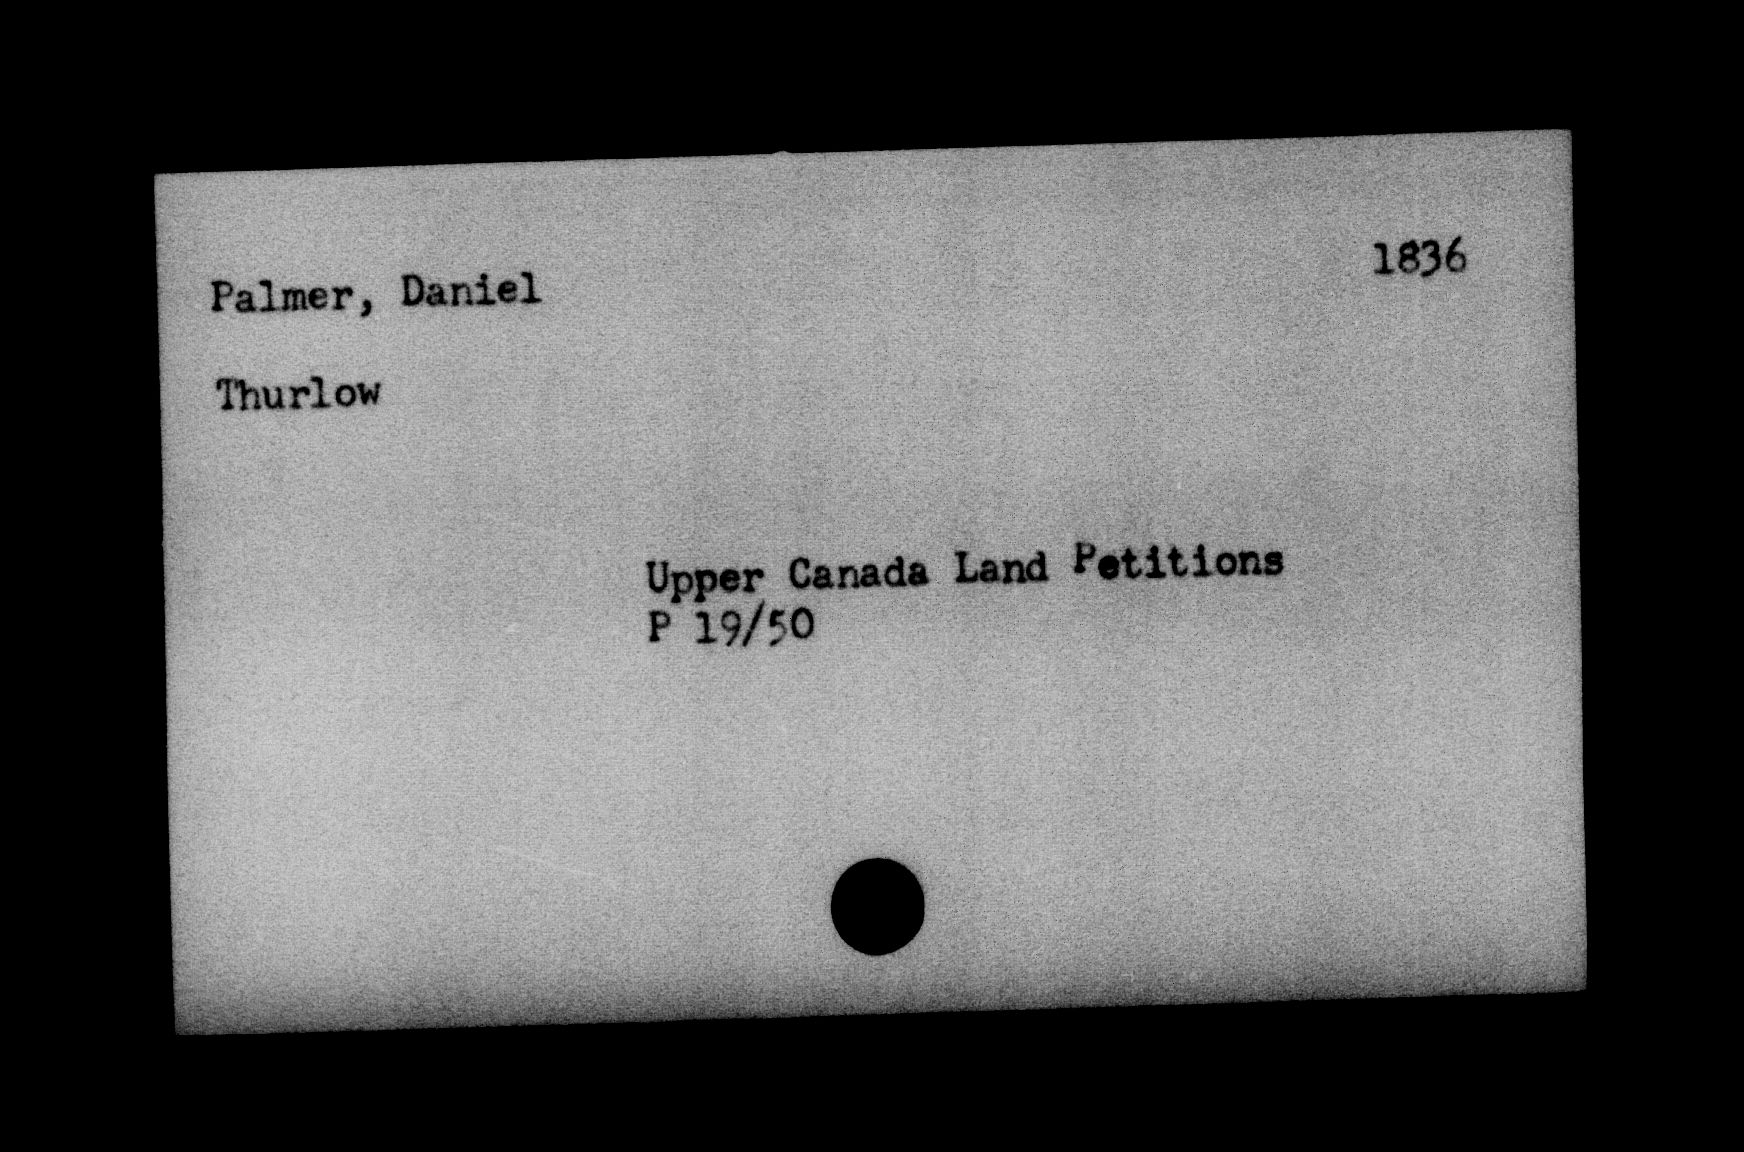 Palmer, Daniel 1836
Thurlow
Upper Canada Land Petitions
P 19/50